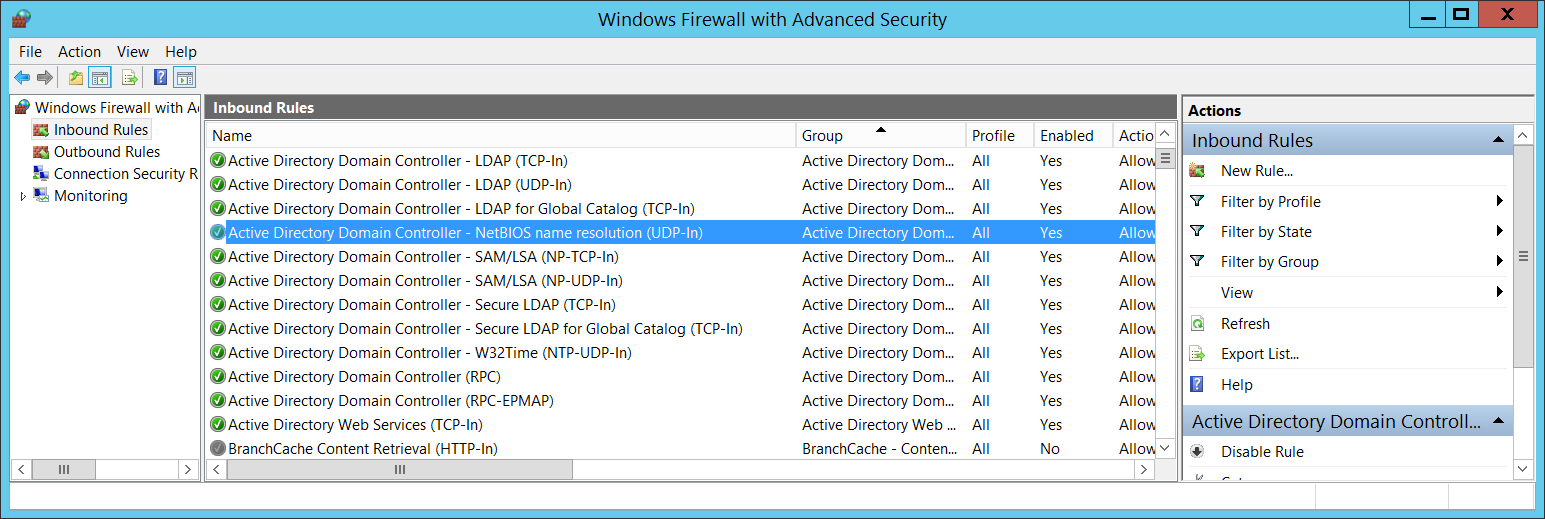 Windows Firewall with Advanced Security
File Action View Help
Windows Firewall with A
Inbound Rules
Outbound Rules
Connection Security R
Monitoring
Inbound Rules
Name Group Profile Enabled Actio
Active Directory Domain Controller - LDAP (TCP-In) Active Directory Dom... All Yes Allow
Active Directory Domain Controller - LDAP (UDP-In) Active Directory Dom... All Yes Allow
Active Directory Domain Controller - LDAP for Global Catalog (TCP-In) Active Directory Dom... All Yes Allow
Active Directory Domain Controller - NetBIOS name resolution (UDP-In) Active Directory Dom... All Yes Allow
Active Directory Domain Controller - SAM/LSA (NP-TCP-In) Active Directory Dom... All Yes Allow
Active Directory Domain Controller - SAM/LSA (NP-UDP-In) Active Directory Dom... All Yes Allow
Active Directory Domain Controller - Secure LDAP (TCP-In) Active Directory Dom... All Yes Allow
Active Directory Domain Controller - Secure LDAP for Global Catalog (TCP-In) Active Directory Dom... All Yes Allow
Active Directory Domain Controller - W32Time (NTP-UDP-In) Active Directory Dom... All Yes Allow
Active Directory Domain Controller (RPC) Active Directory Dom... All Yes Allow
Active Directory Domain Controller (RPC-EPMAP) Active Directory Dom... All Yes Allow
Active Directory Web Services (TCP-In) Active Directory Web ... All Yes Allow
BranchCache Content Retrieval (HTTP-In) BranchCache - Conten... All No Allow
Actions
Inbound Rules
New Rule...
Filter by Profile
Filter by State
Filter by Group
View
Refresh
Export List...
Help
Active Directory Domain Controll...
Disable Rule